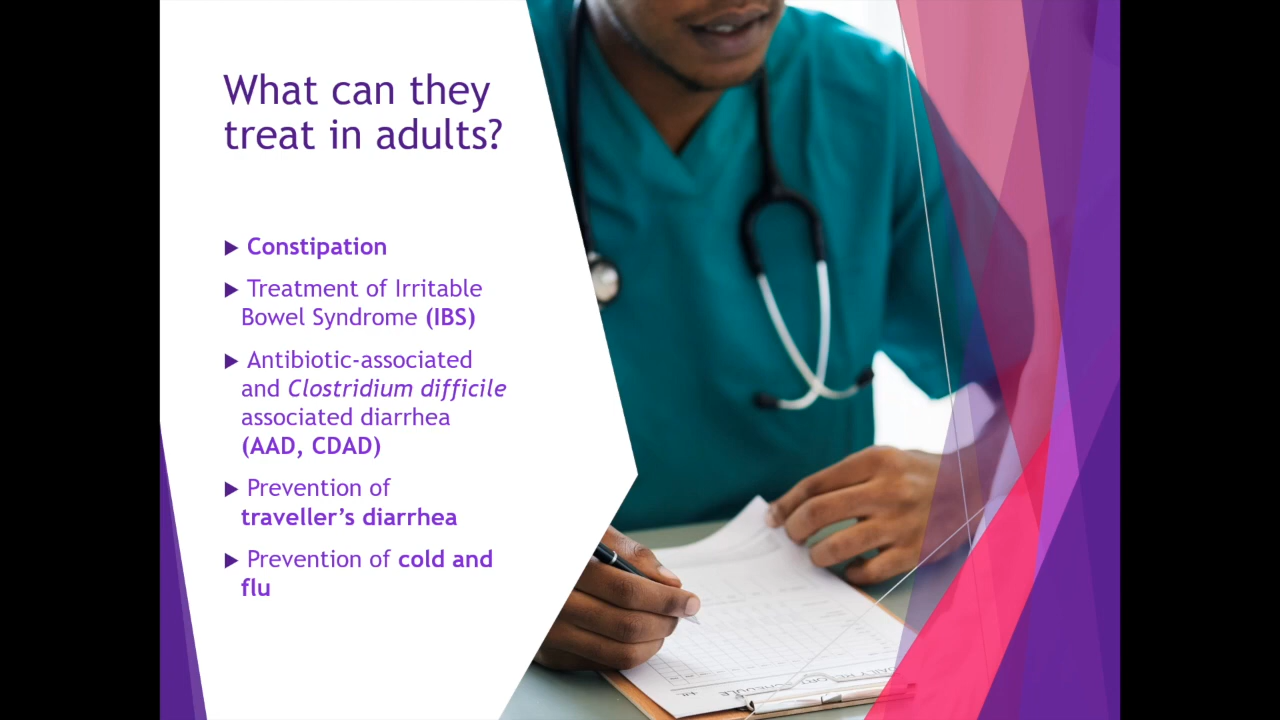 What can they
treat in adults?
Constipation
Treatment of Irritable
Bowel Syndrome (IBS)
Antibiotic-associated
and Clostridium difficile
associated diarrhea
(AAD, CDAD)
Prevention of
traveller’s diarrhea
Prevention of cold and
flu